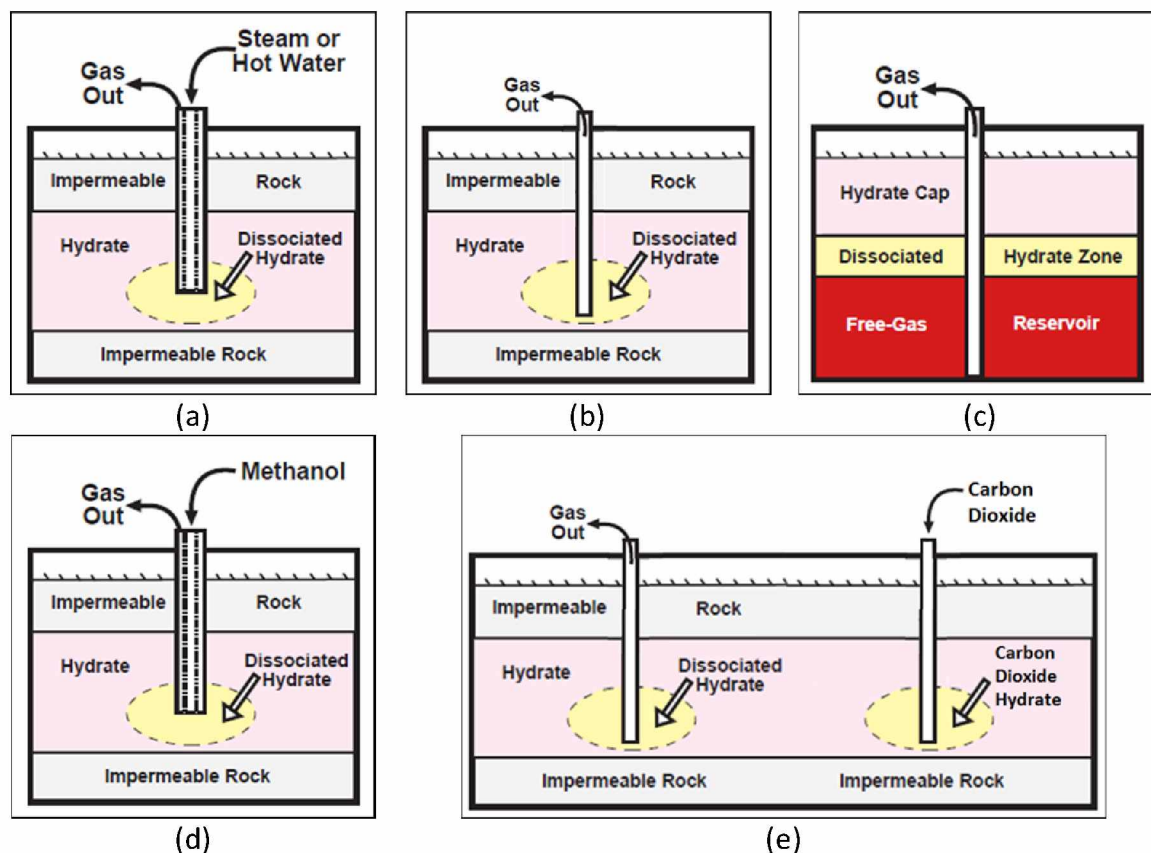 Steam or
Hot Water
Gas
Out
Impermeable Rock
Hydrate
Dissociated
Hydrate
Impermeable Rock
(a)
Gas
Out
Impermeable Rock
Hydrate
Dissociated
Hydrate
Impermeable Rock
(b)
Gas
Out
Hydrate Cap
Dissociated Hydrate Zone
Free-Gas Reservoir
(c)
Methanol
Gas
Out
Impermeable Rock
Hydrate
Dissociated
Hydrate
Impermeable Rock
(d)
Gas
Out
Carbon
Dioxide
Impermeable Rock
Hydrate
Dissociated
Hydrate
Carbon
Dioxide
Hydrate
Impermeable Rock Impermeable Rock
(e)